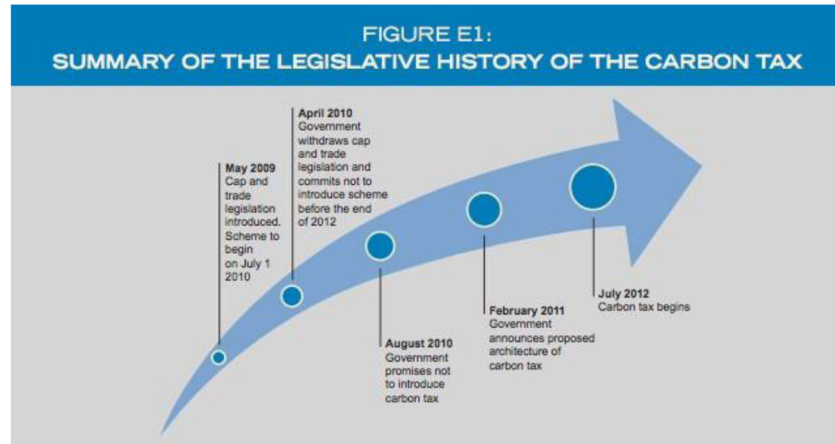 FIGURE E1:
SUMMARY OF THE LEGISLATIVE HISTORY OF THE CARBON TAX
May 2009
Cap and
trade
legislation
introduced.
Scheme to
begin
on July 1
2010
April 2010
Government
withdraws cap
and trade
legislation and
commits not to
introduce scheme
before the end
of 2012
August 2010
Government
promises not
to introduce
carbon tax
February 2011
Government
announces proposed
architecture of
carbon tax
July 2012
Carbon tax begins